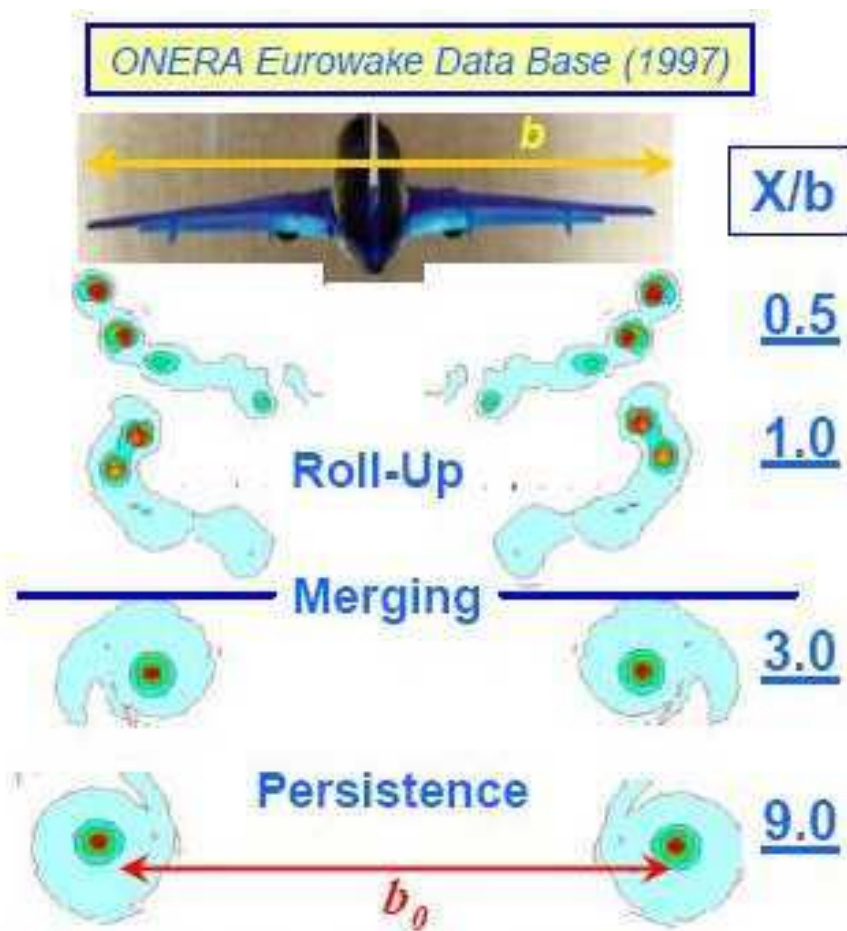 ONERA Eurowake Data Base (1997)
b
X/b
0.5
1.0
Roll-Up
Merging
3.0
Persistence
9.0
b₀